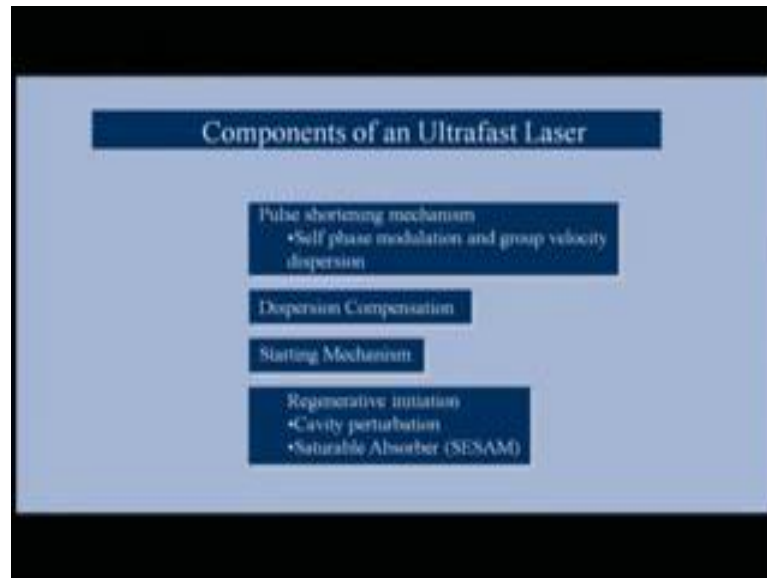 Components of an Ultrafast Laser
Pulse shortening mechanism
•Self phase modulation and group velocity
dispersion
Dispersion Compensation
Starting Mechanism
Regenerative initiation
•Cavity perturbation
•Saturable Absorber (SESAM)